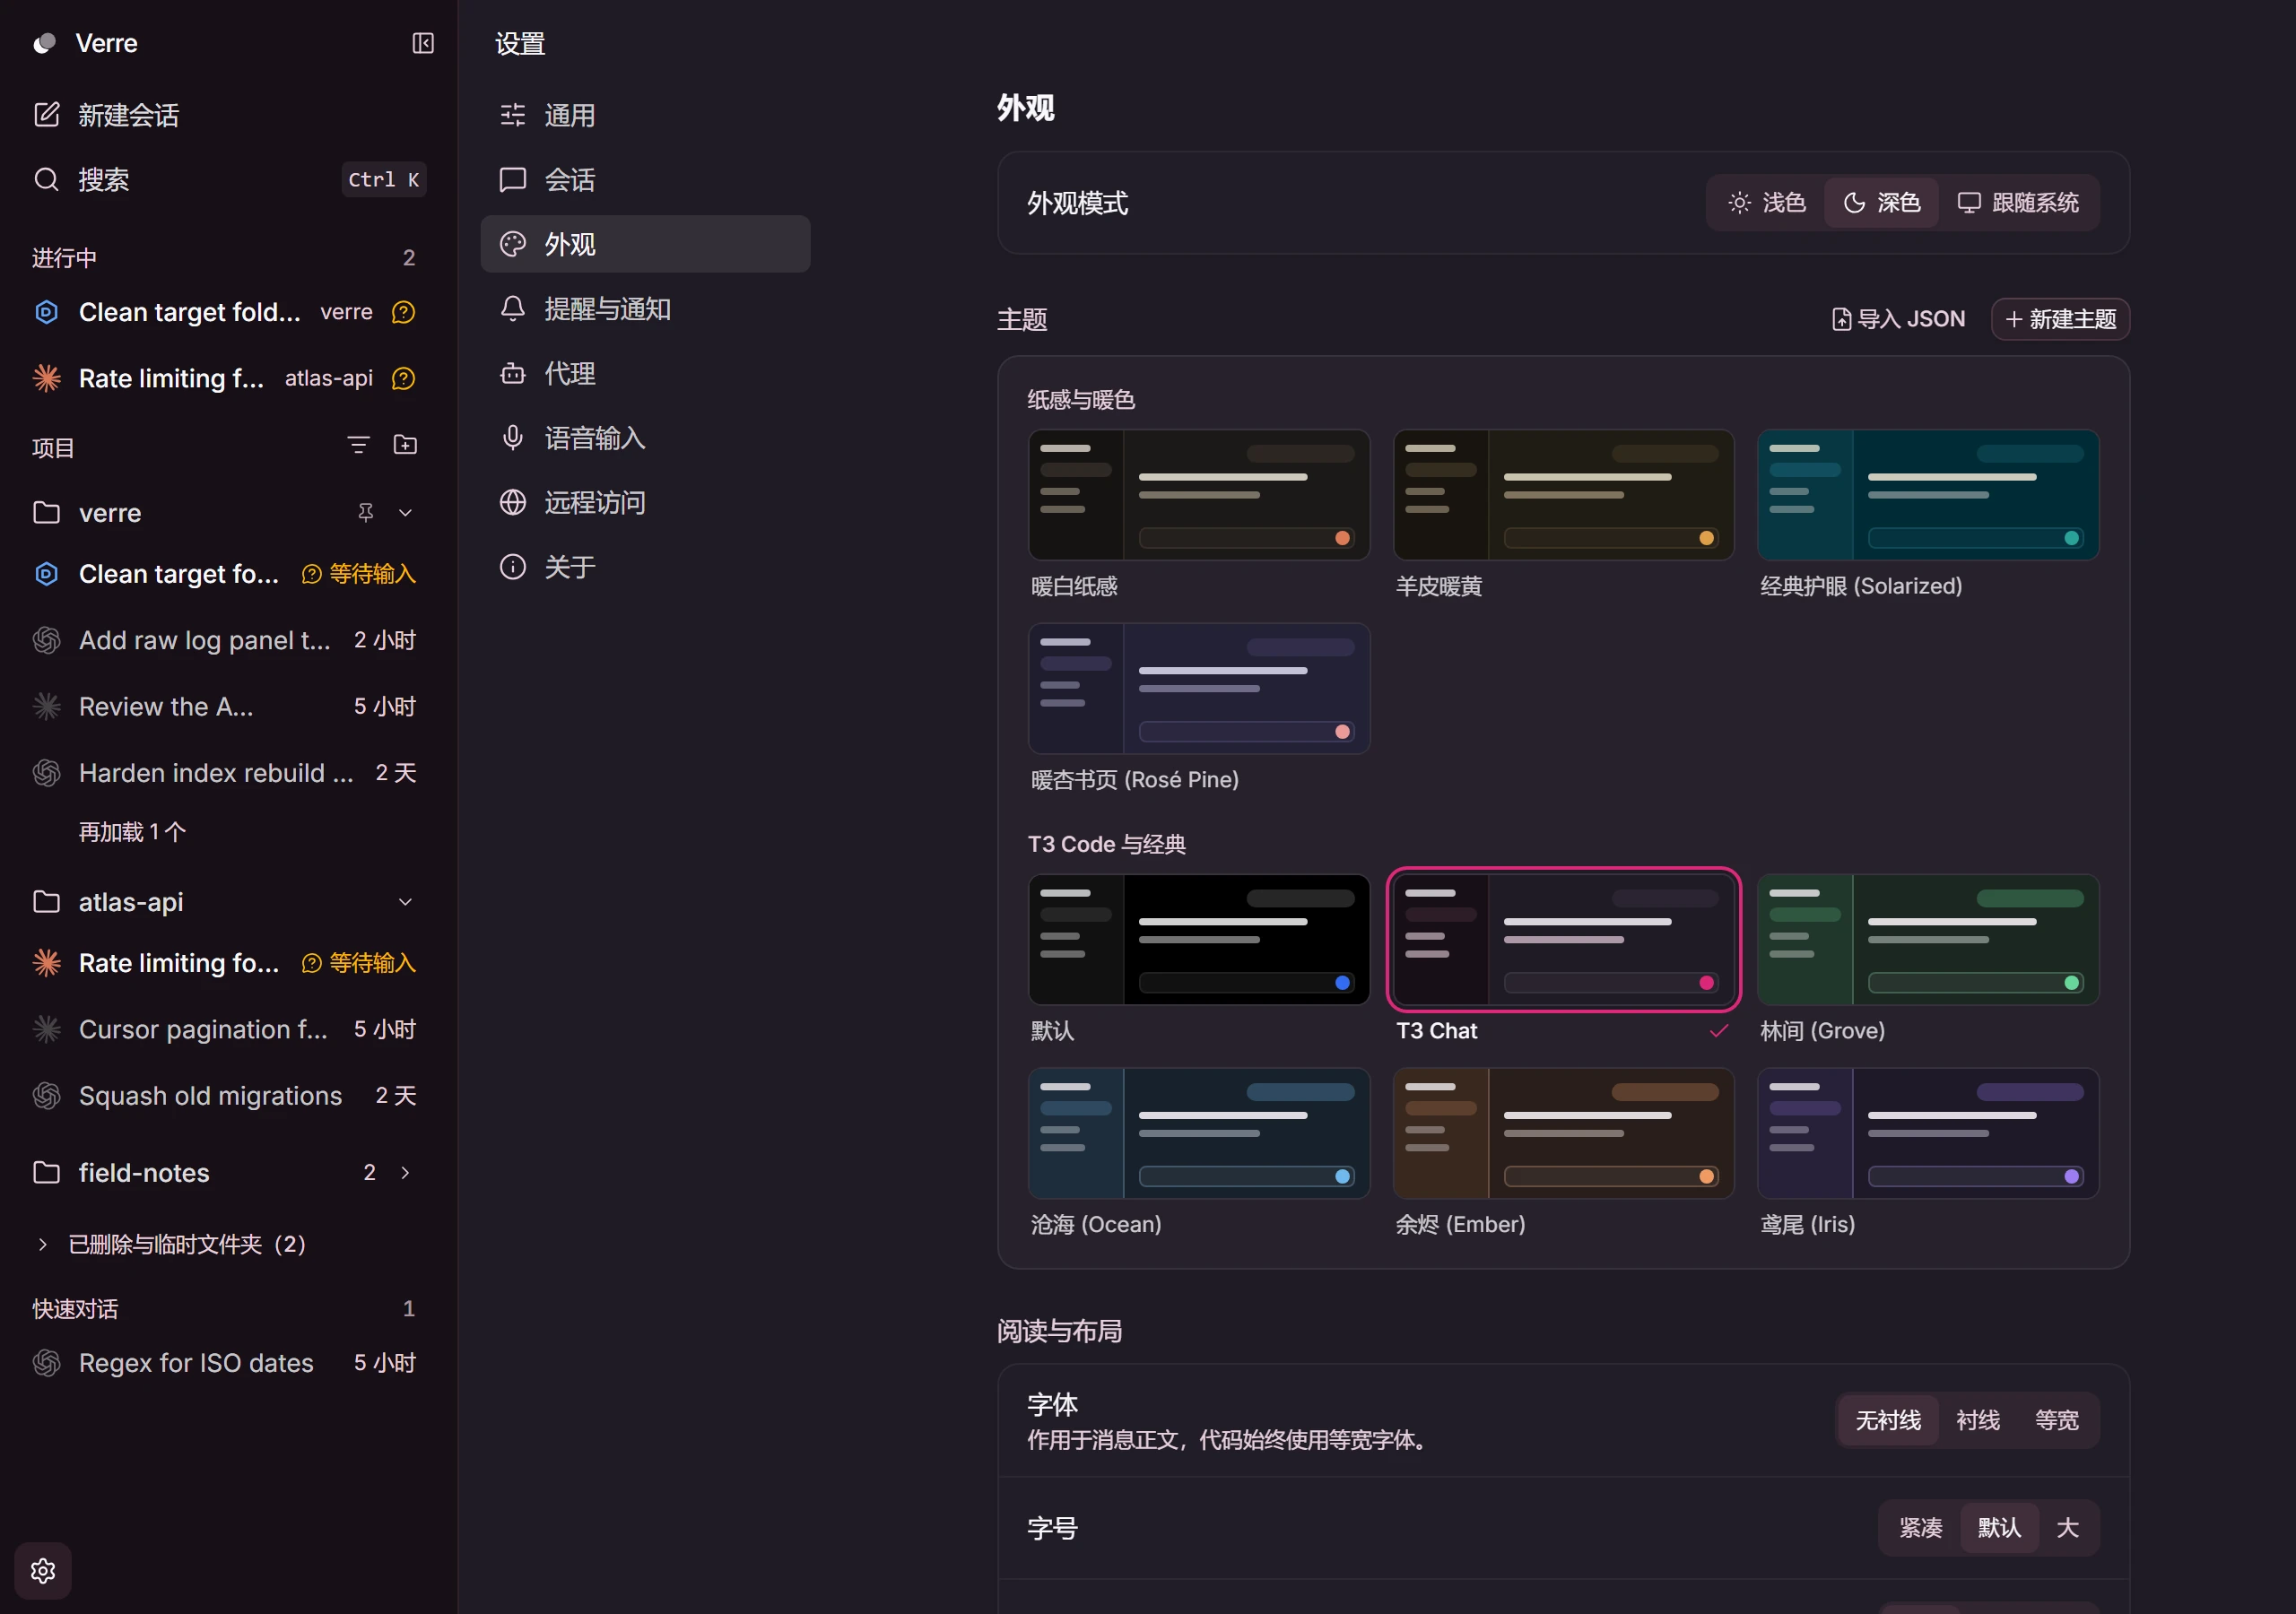 Verre
新建会话
搜索 Ctrl K
进行中 2
Clean target fold... verre
Rate limiting f... atlas-api
项目
verre
Clean target fo... 等待输入
Add raw log panel t... 2 小时
Review the A... 5 小时
Harden index rebuild ... 2 天
再加载 1 个
atlas-api
Rate limiting fo... 等待输入
Cursor pagination f... 5 小时
Squash old migrations 2 天
field-notes 2
已删除与临时文件夹（2）
快速对话 1
Regex for ISO dates 5 小时
设置
通用
会话
外观
提醒与通知
代理
语音输入
远程访问
关于
外观
外观模式 浅色 深色 跟随系统
主题 导入 JSON 新建主题
纸感与暖色
暖白纸感 羊皮暖黄 经典护眼 (Solarized)
暖杏书页 (Rosé Pine)
T3 Code 与经典
默认 T3 Chat 林间 (Grove)
沧海 (Ocean) 余烬 (Ember) 鸢尾 (Iris)
阅读与布局
字体
作用于消息正文，代码始终使用等宽字体。
无衬线 衬线 等宽
字号 紧凑 默认 大